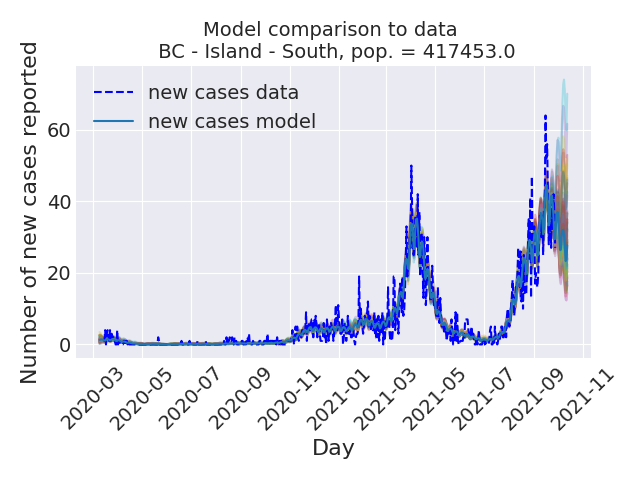 Model comparison to data
BC - Island - South, pop. = 417453.0
Number of new cases reported
60
40
20
0
new cases data
new cases model
2020-03
2020-05
2020-07
2020-09
2020-11
2021-01
2021-03
2021-05
2021-07
2021-09
2021-11
Day